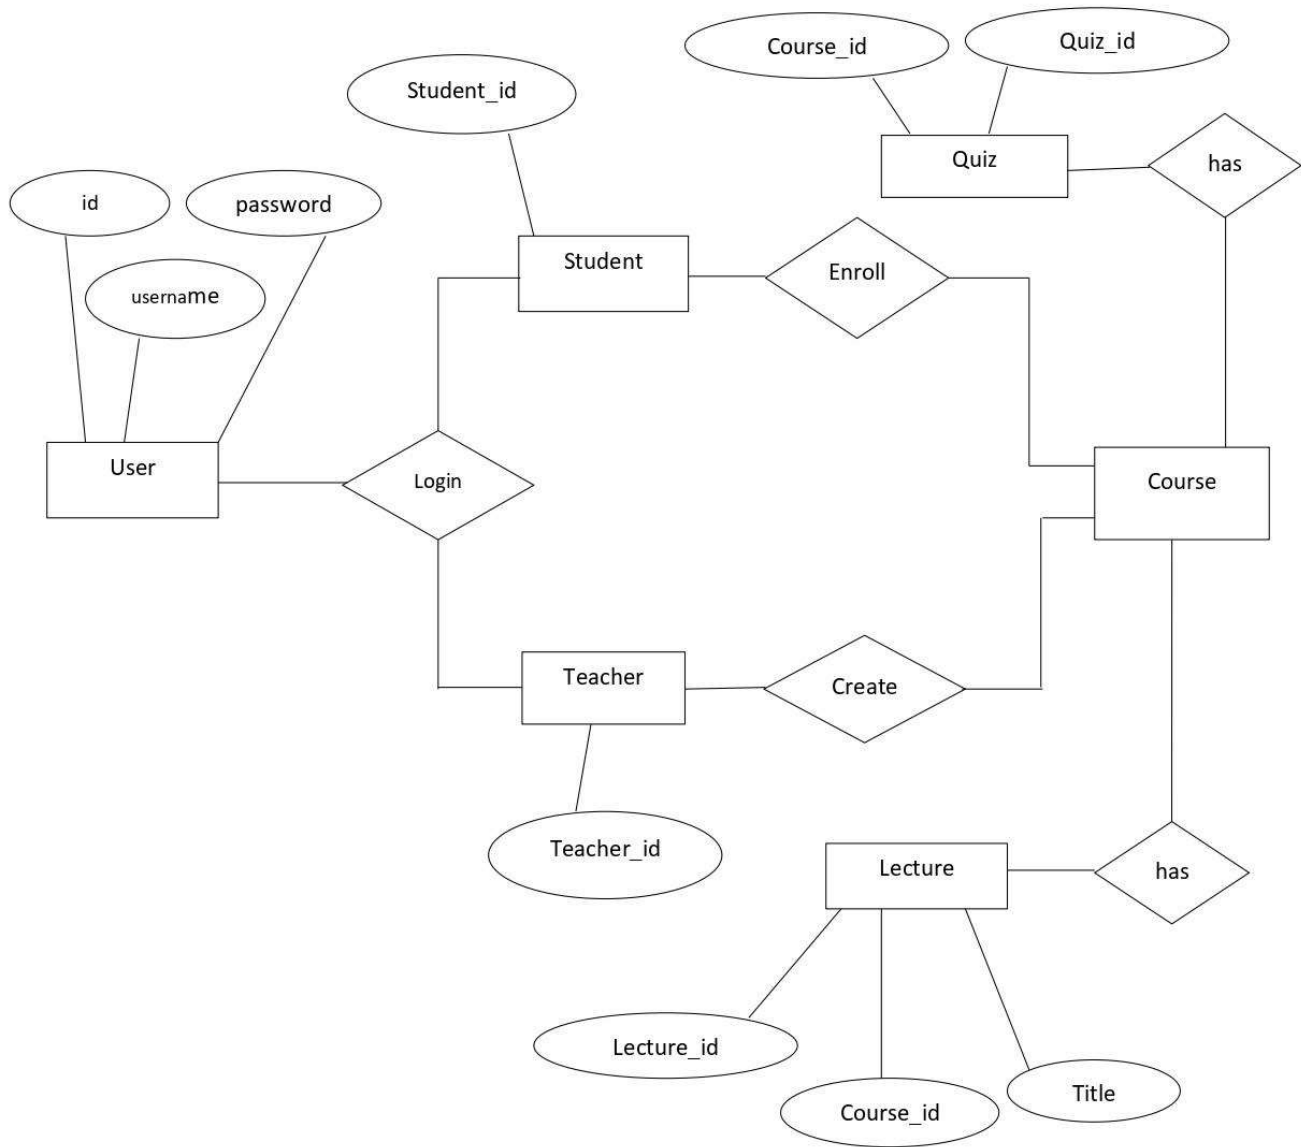 Course_id
Quiz_id
Student_id
Quiz
has
id
password
Student
Enroll
username
User
Login
Course
Teacher
Create
Teacher_id
Lecture
has
Lecture_id
Course_id
Title